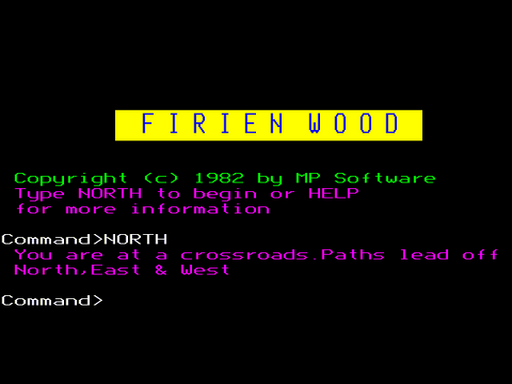 FIRIEN WOOD
Copyright (c) 1982 by MP Software
Type NORTH to begin or HELP
for more information
Command>NORTH
You are at a crossroads.Paths lead off
North,East & West
Command>